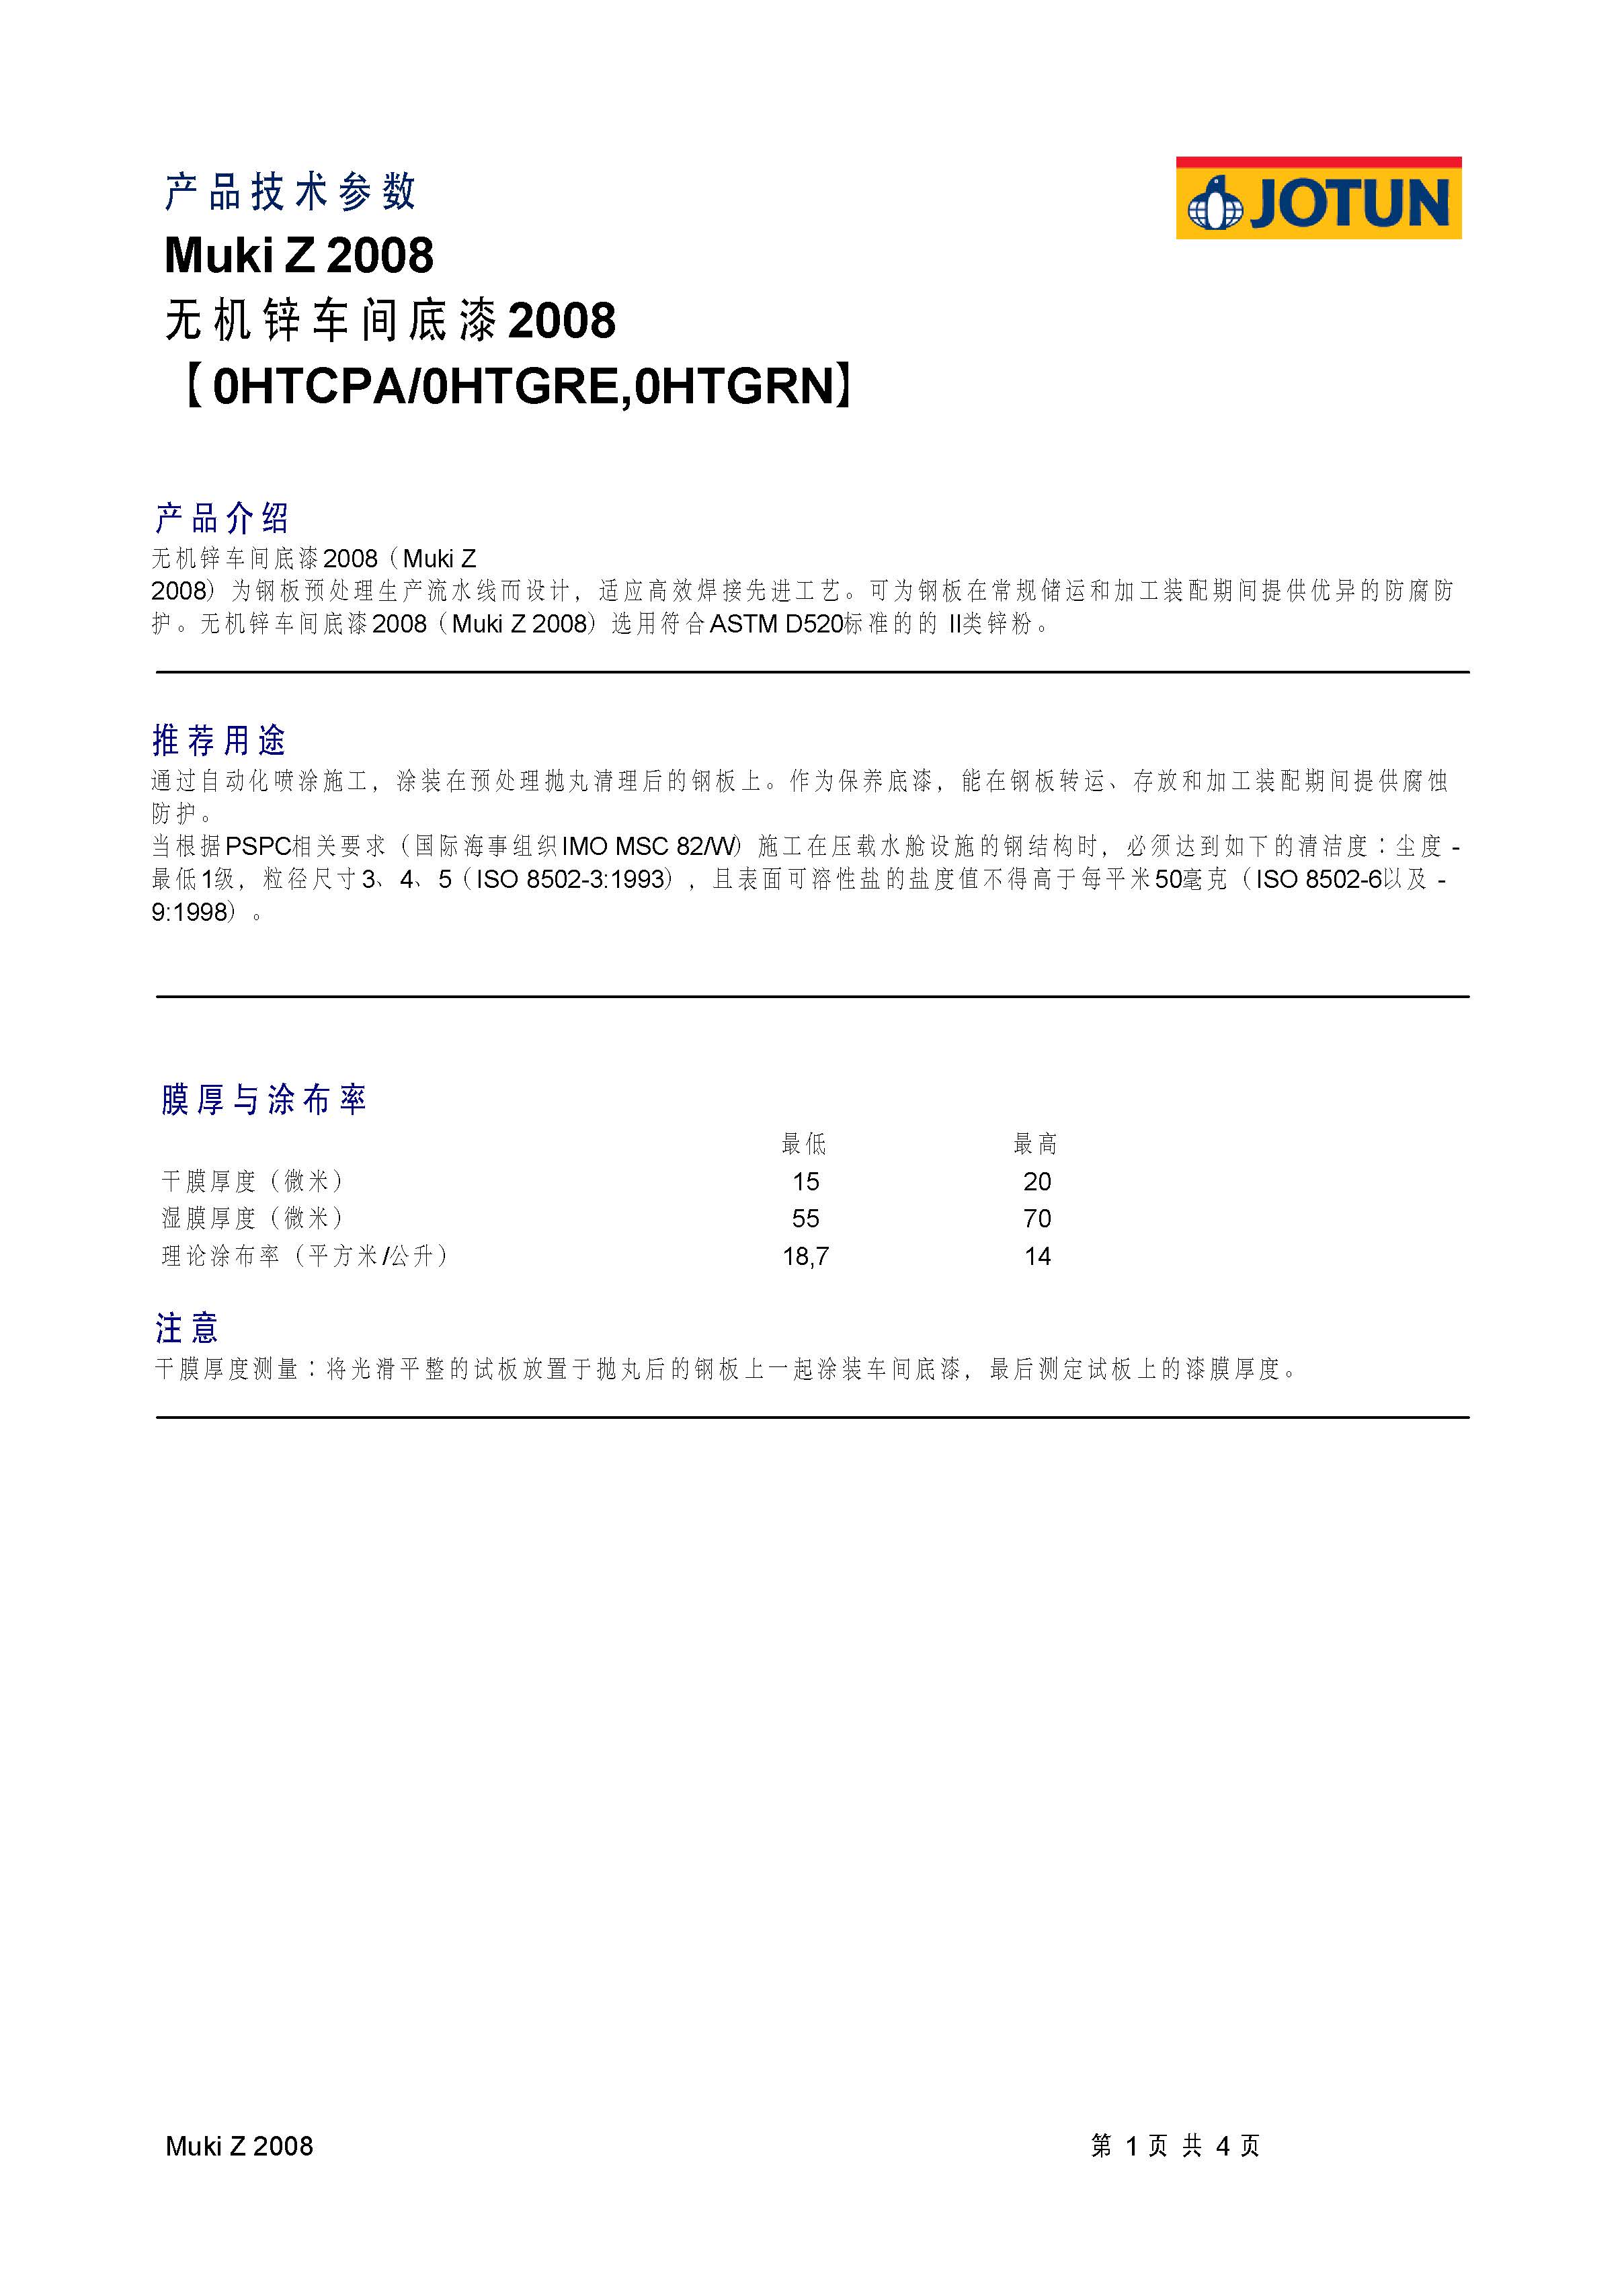 产品技术参数
JOTUN
Muki Z 2008
无机锌车间底漆2008
【0HTCPA/0HTGRE,0HTGRN】
产品介绍
无机锌车间底漆2008（Muki Z
2008）为钢板预处理生产流水线而设计，适应高效焊接先进工艺。可为钢板在常规储运和加工装配期间提供优异的防腐防
护。无机锌车间底漆2008（Muki Z 2008）选用符合ASTM D520标准的的 II类锌粉。
推荐用途
通过自动化喷涂施工，涂装在预处理抛丸清理后的钢板上。作为保养底漆，能在钢板转运、存放和加工装配期间提供腐蚀
防护。
当根据PSPC相关要求（国际海事组织IMO MSC 82/W）施工在压载水舱设施的钢结构时，必须达到如下的清洁度：尘度 -
最低1级，粒径尺寸3、4、5（ISO 8502-3:1993），且表面可溶性盐的盐度值不得高于每平米50毫克（ISO 8502-6以及 -
9:1998）。
膜厚与涂布率
最低 最高
干膜厚度（微米） 15 20
湿膜厚度（微米） 55 70
理论涂布率（平方米/公升） 18,7 14
注意
干膜厚度测量：将光滑平整的试板放置于抛丸后的钢板上一起涂装车间底漆，最后测定试板上的漆膜厚度。
Muki Z 2008 第 1 页 共 4 页